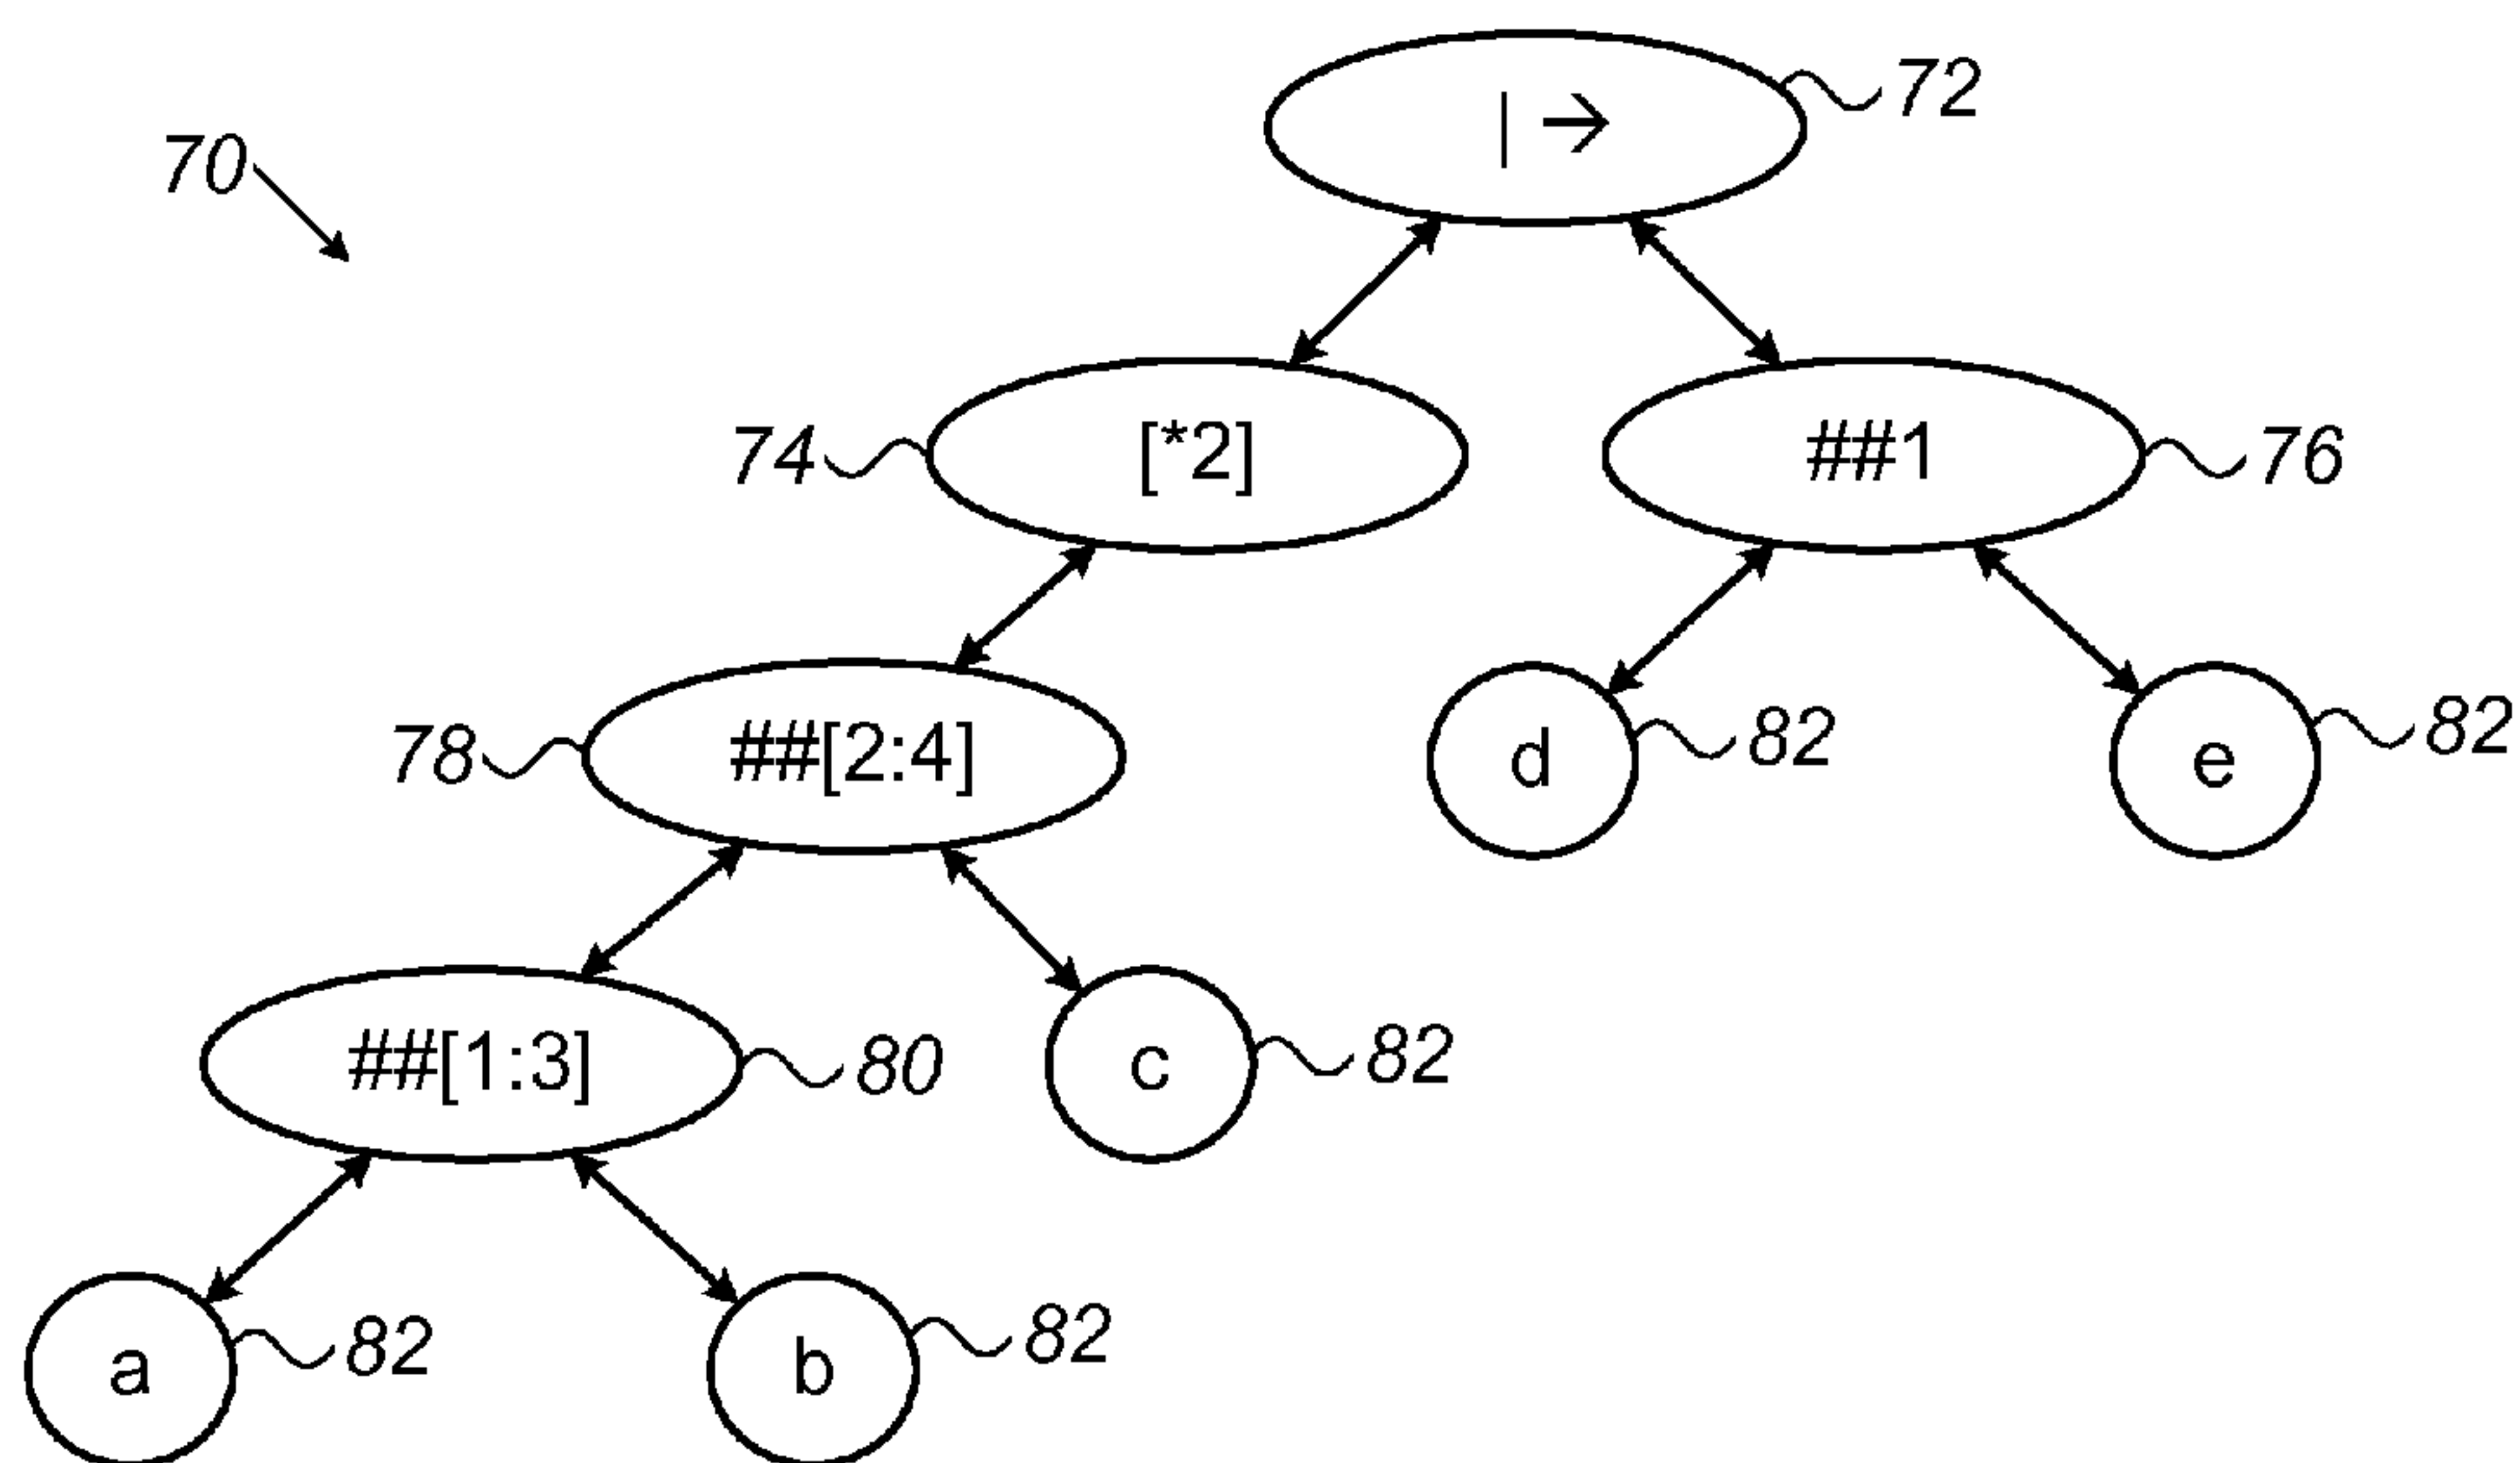 | → 72
70
74 [*2] ##1 76
78 ##[2:4] d 82 e 82
##[1:3] 80 c 82
a 82 b 82